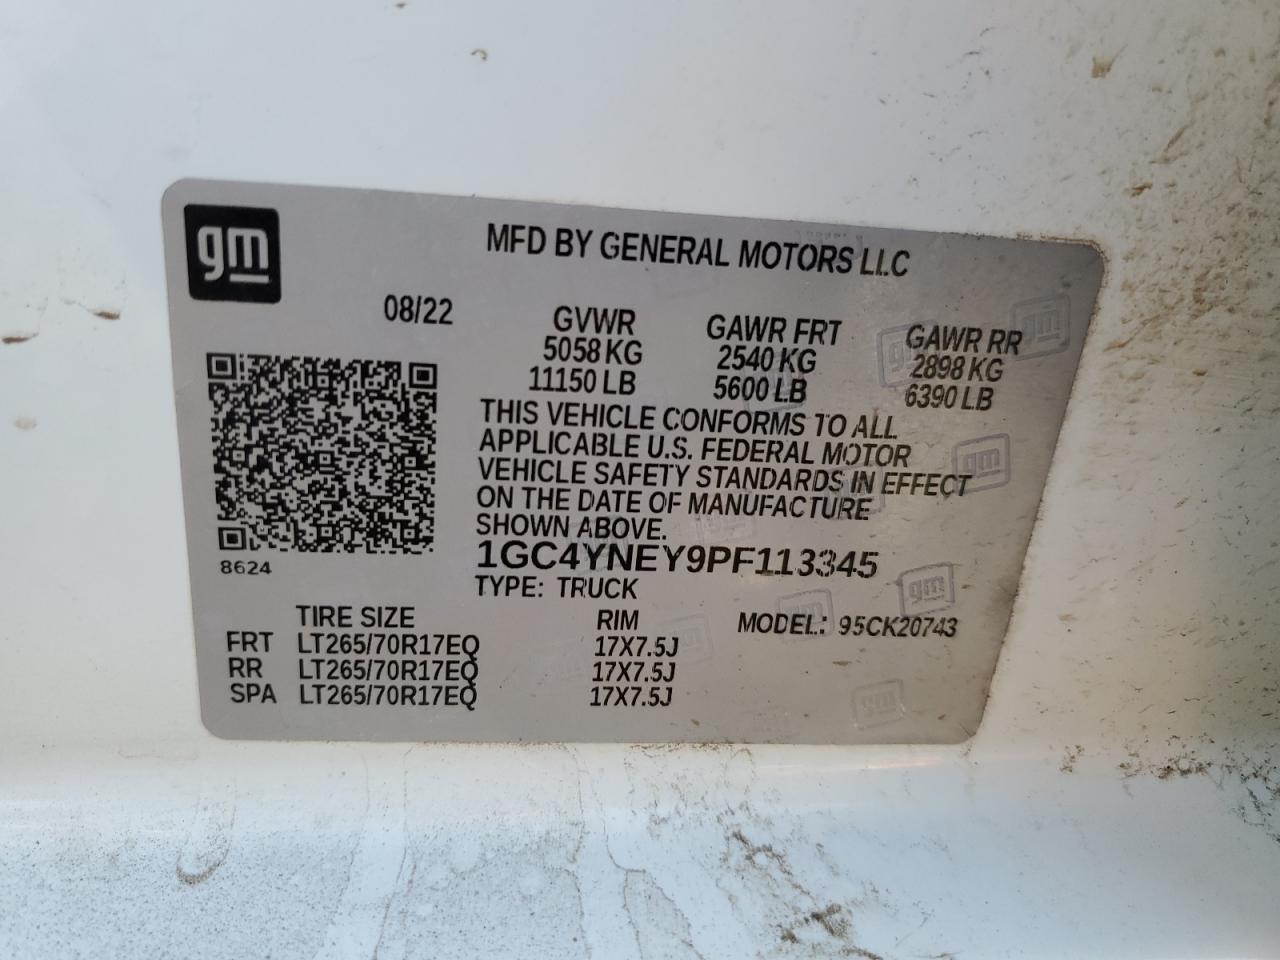 gm
MFD BY GENERAL MOTORS LLC
08/22
GVWR GAWR FRT GAWR RR
5058 KG 2540 KG 2898 KG
11150 LB 5600 LB 6390 LB
THIS VEHICLE CONFORMS TO ALL
APPLICABLE U.S. FEDERAL MOTOR
VEHICLE SAFETY STANDARDS IN EFFECT
ON THE DATE OF MANUFACTURE
SHOWN ABOVE.
8624
1GC4YNEY9PF113345
TYPE: TRUCK
TIRE SIZE RIM MODEL: 95CK20743
FRT LT265/70R17EQ 17X7.5J
RR LT265/70R17EQ 17X7.5J
SPA LT265/70R17EQ 17X7.5J